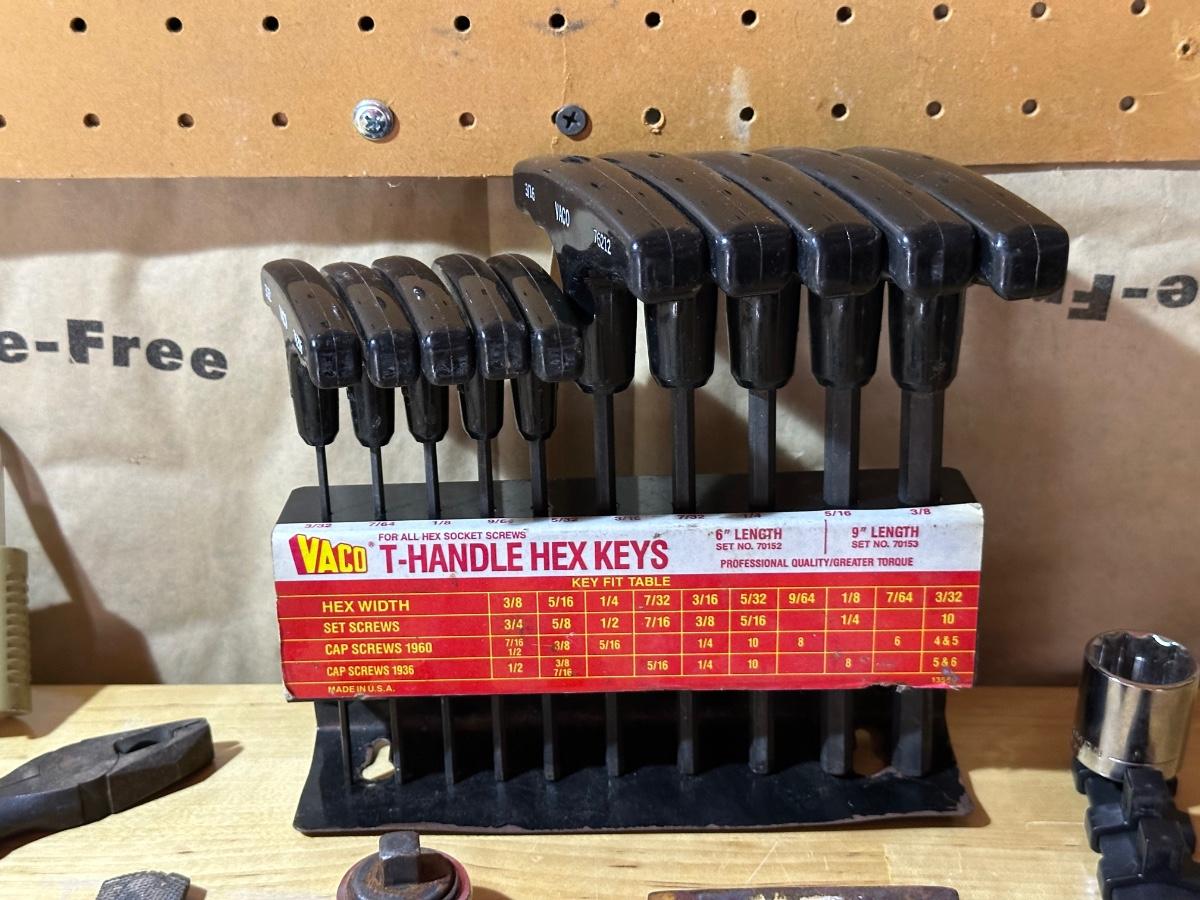 3/16 VACO 76212
e-Free
3/32 7/64 1/8 9/64 5/32 3/16 7/32 1/4 5/16 3/8
VACO®
FOR ALL HEX SOCKET SCREWS
T-HANDLE HEX KEYS
6" LENGTH
SET NO. 70152
9" LENGTH
SET NO. 70153
PROFESSIONAL QUALITY/GREATER TORQUE
KEY FIT TABLE
HEX WIDTH 3/8 5/16 1/4 7/32 3/16 5/32 9/64 1/8 7/64 3/32
SET SCREWS 3/4 5/8 1/2 7/16 3/8 5/16 1/4 10
CAP SCREWS 1960 7/16 1/2 3/8 5/16 1/4 10 8 6 4 & 5
CAP SCREWS 1936 1/2 3/8 7/16 5/16 1/4 10 8 5 & 6
MADE IN U.S.A.